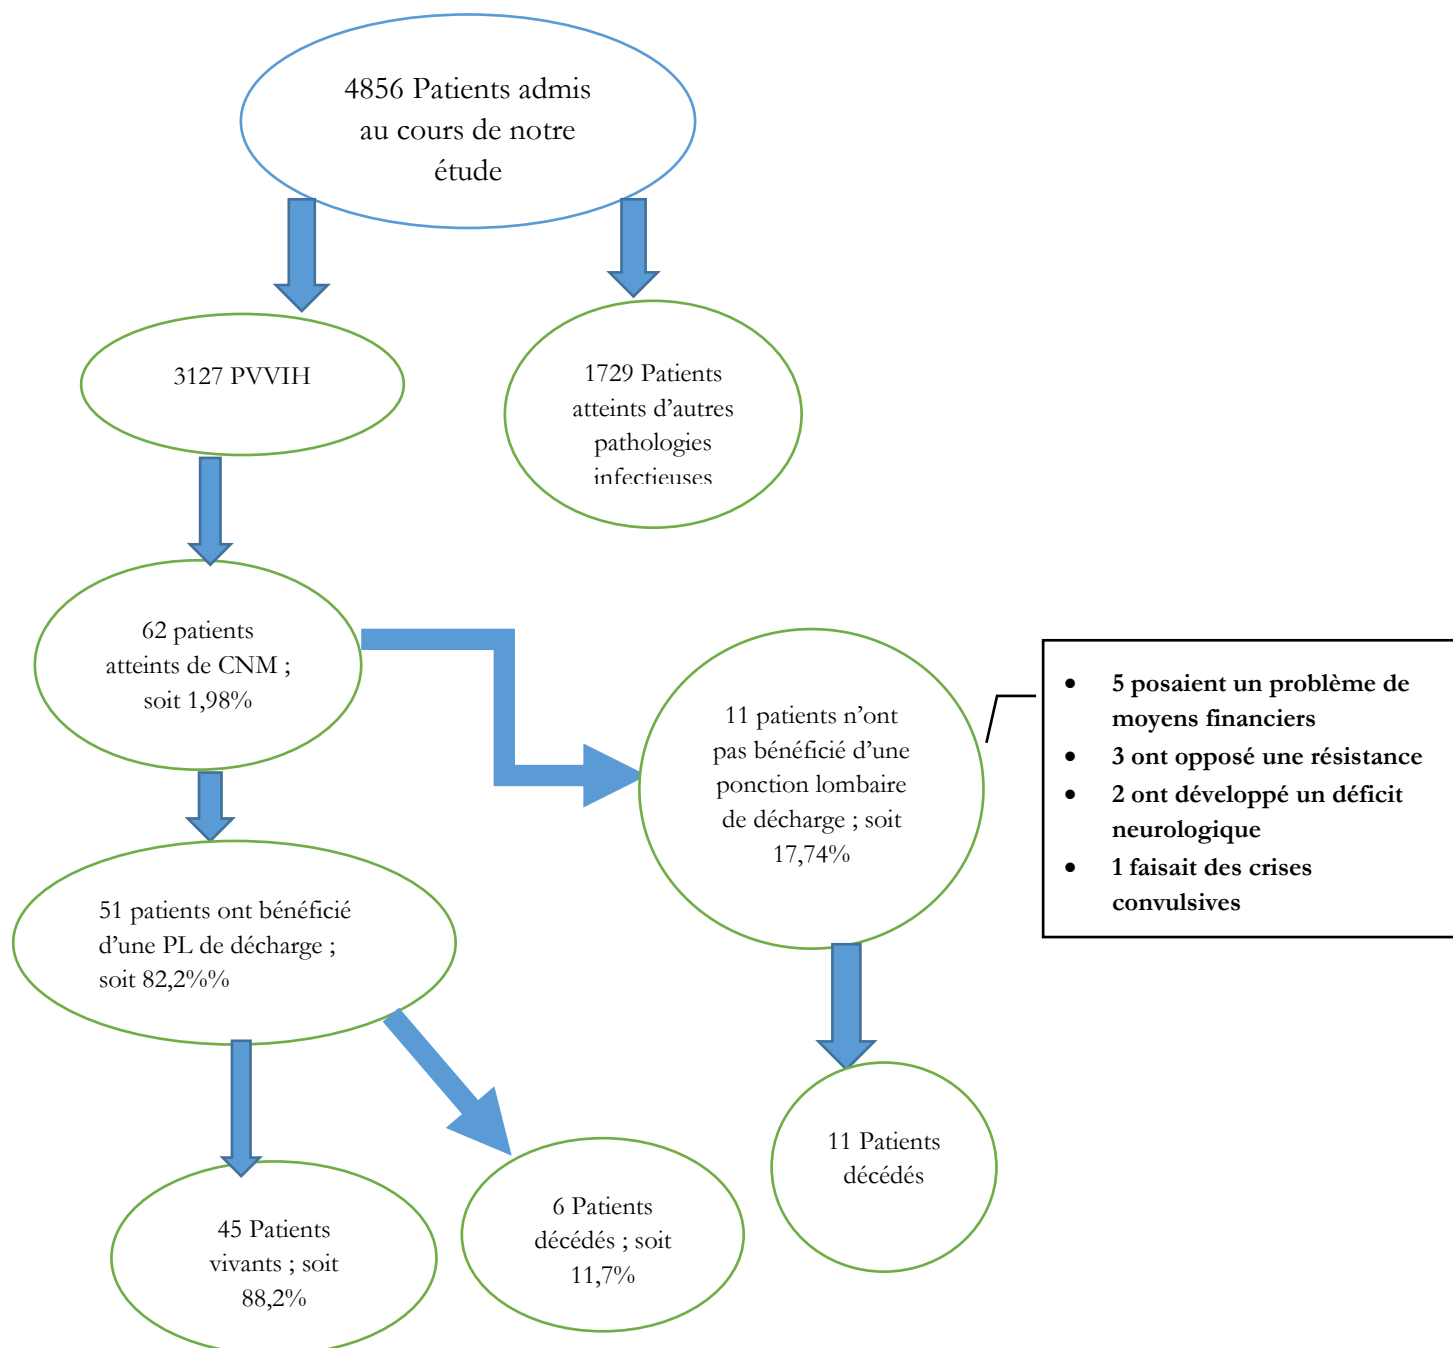 4856 Patients admis
au cours de notre
étude
3127 PVVIH
1729 Patients
atteints d’autres
pathologies
infectieuses
62 patients
atteints de CNM ;
soit 1,98%
11 patients n’ont
pas bénéficié d’une
ponction lombaire
de décharge ; soit
17,74%
• 5 posaient un problème de
moyens financiers
• 3 ont opposé une résistance
• 2 ont développé un déficit
neurologique
• 1 faisait des crises
convulsives
51 patients ont bénéficié
d’une PL de décharge ;
soit 82,2%%
11 Patients
décédés
45 Patients
vivants ; soit
88,2%
6 Patients
décédés ; soit
11,7%